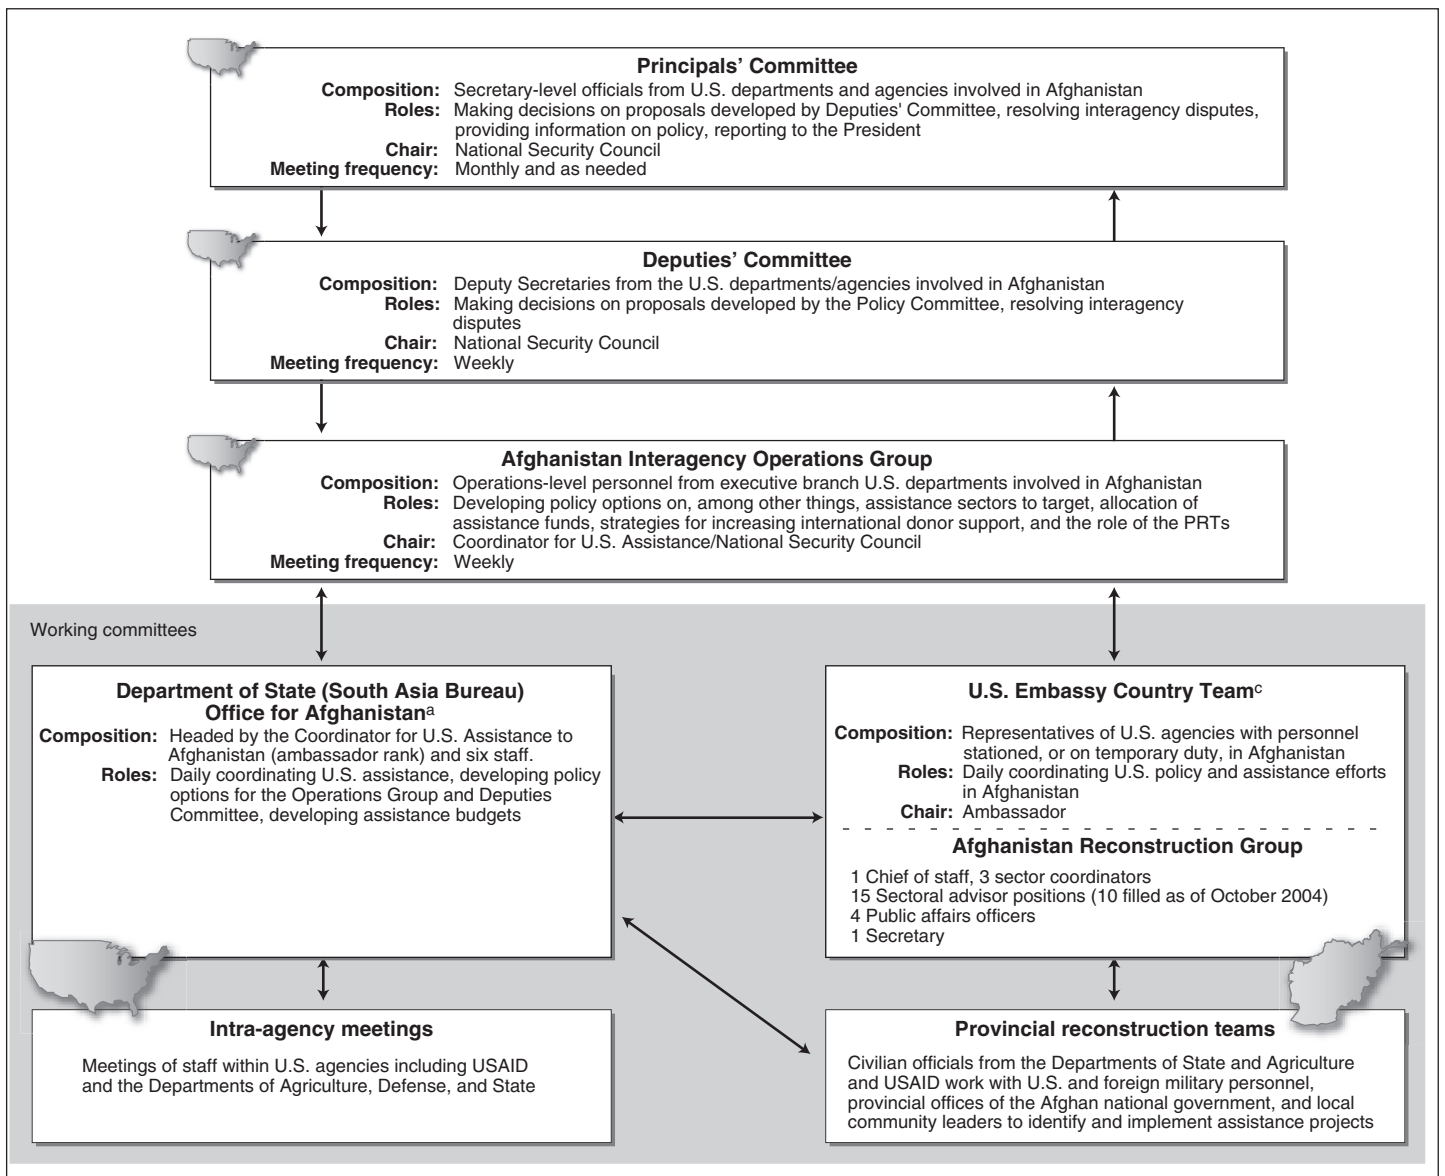 Principals' Committee
Composition: Secretary-level officials from U.S. departments and agencies involved in Afghanistan
Roles: Making decisions on proposals developed by Deputies' Committee, resolving interagency disputes,
providing information on policy, reporting to the President
Chair: National Security Council
Meeting frequency: Monthly and as needed
Deputies' Committee
Composition: Deputy Secretaries from the U.S. departments/agencies involved in Afghanistan
Roles: Making decisions on proposals developed by the Policy Committee, resolving interagency
disputes
Chair: National Security Council
Meeting frequency: Weekly
Afghanistan Interagency Operations Group
Composition: Operations-level personnel from executive branch U.S. departments involved in Afghanistan
Roles: Developing policy options on, among other things, assistance sectors to target, allocation of
assistance funds, strategies for increasing international donor support, and the role of the PRTs
Chair: Coordinator for U.S. Assistance/National Security Council
Meeting frequency: Weekly
Working committees
Department of State (South Asia Bureau)
Office for Afghanistan<sup>a</sup>
Composition: Headed by the Coordinator for U.S. Assistance to
Afghanistan (ambassador rank) and six staff.
Roles: Daily coordinating U.S. assistance, developing policy
options for the Operations Group and Deputies
Committee, developing assistance budgets
U.S. Embassy Country Team<sup>c</sup>
Composition: Representatives of U.S. agencies with personnel
stationed, or on temporary duty, in Afghanistan
Roles: Daily coordinating U.S. policy and assistance efforts
in Afghanistan
Chair: Ambassador
Afghanistan Reconstruction Group
1 Chief of staff, 3 sector coordinators
15 Sectoral advisor positions (10 filled as of October 2004)
4 Public affairs officers
1 Secretary
Intra-agency meetings
Meetings of staff within U.S. agencies including USAID
and the Departments of Agriculture, Defense, and State
Provincial reconstruction teams
Civilian officials from the Departments of State and Agriculture
and USAID work with U.S. and foreign military personnel,
provincial offices of the Afghan national government, and local
community leaders to identify and implement assistance projects